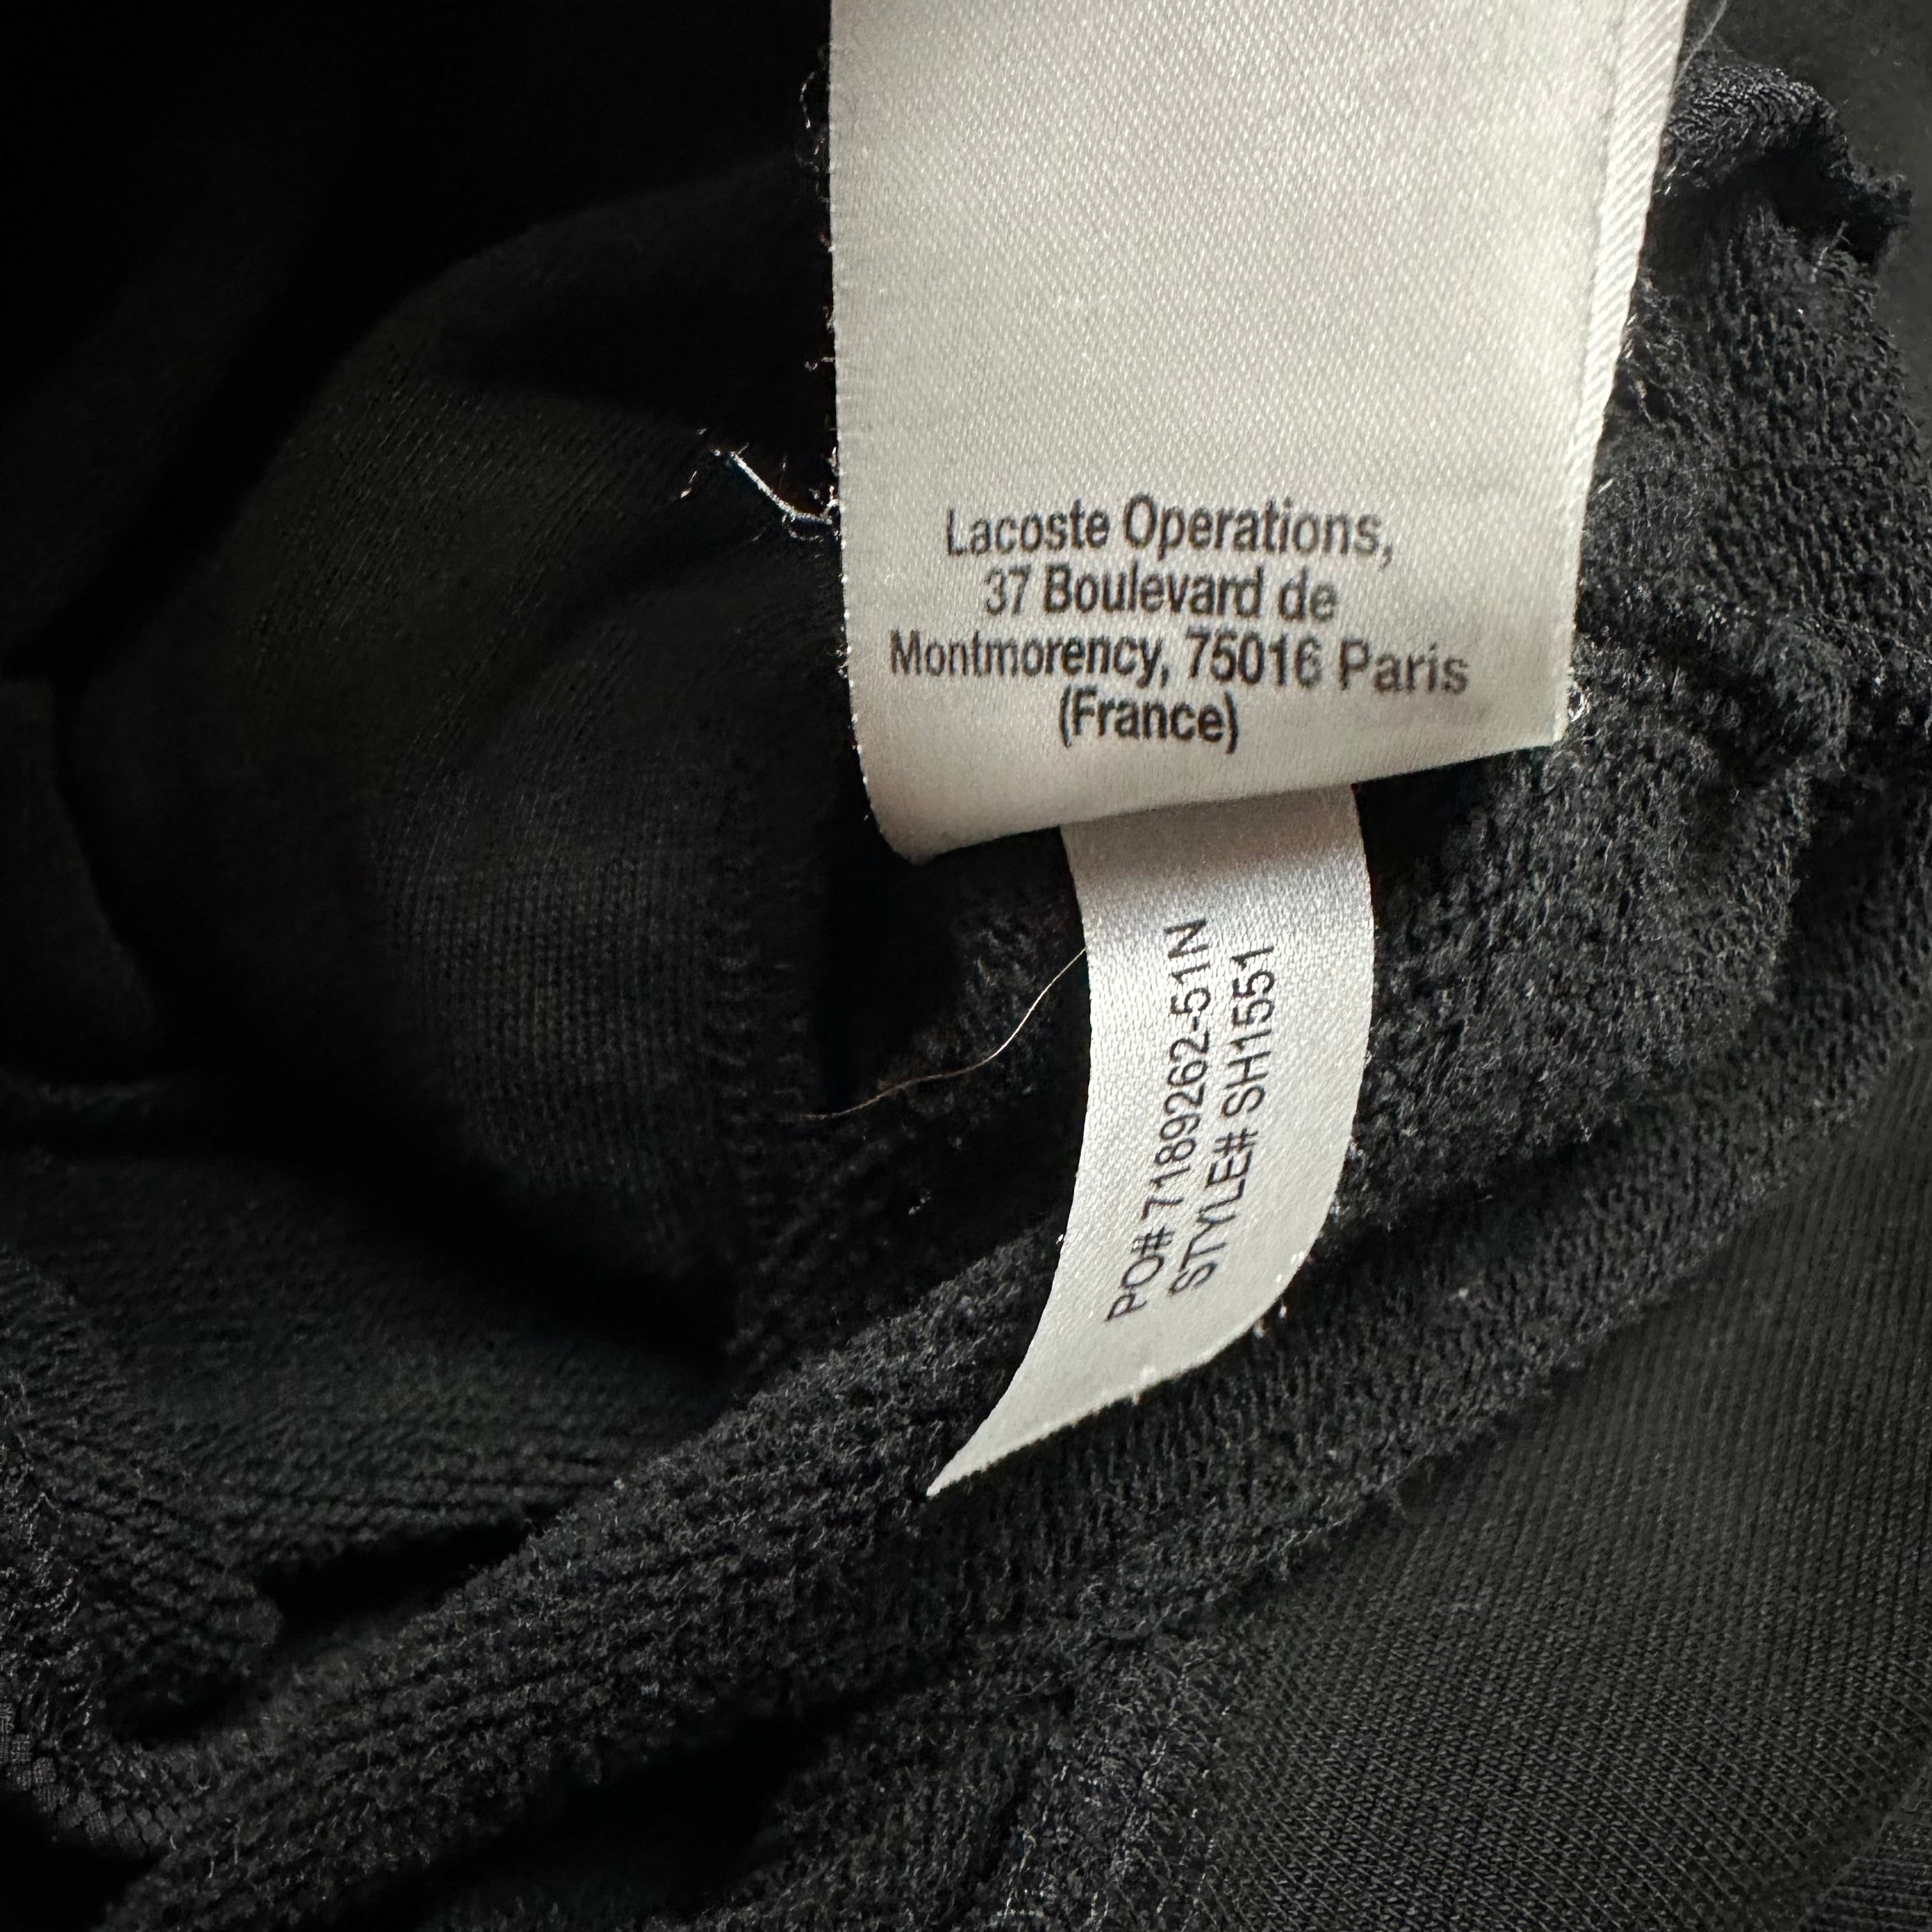 Lacoste Operations,
37 Boulevard de
Montmorency, 75016 Paris
(France)
PO# 7189262-51N
STYLE# SH1551